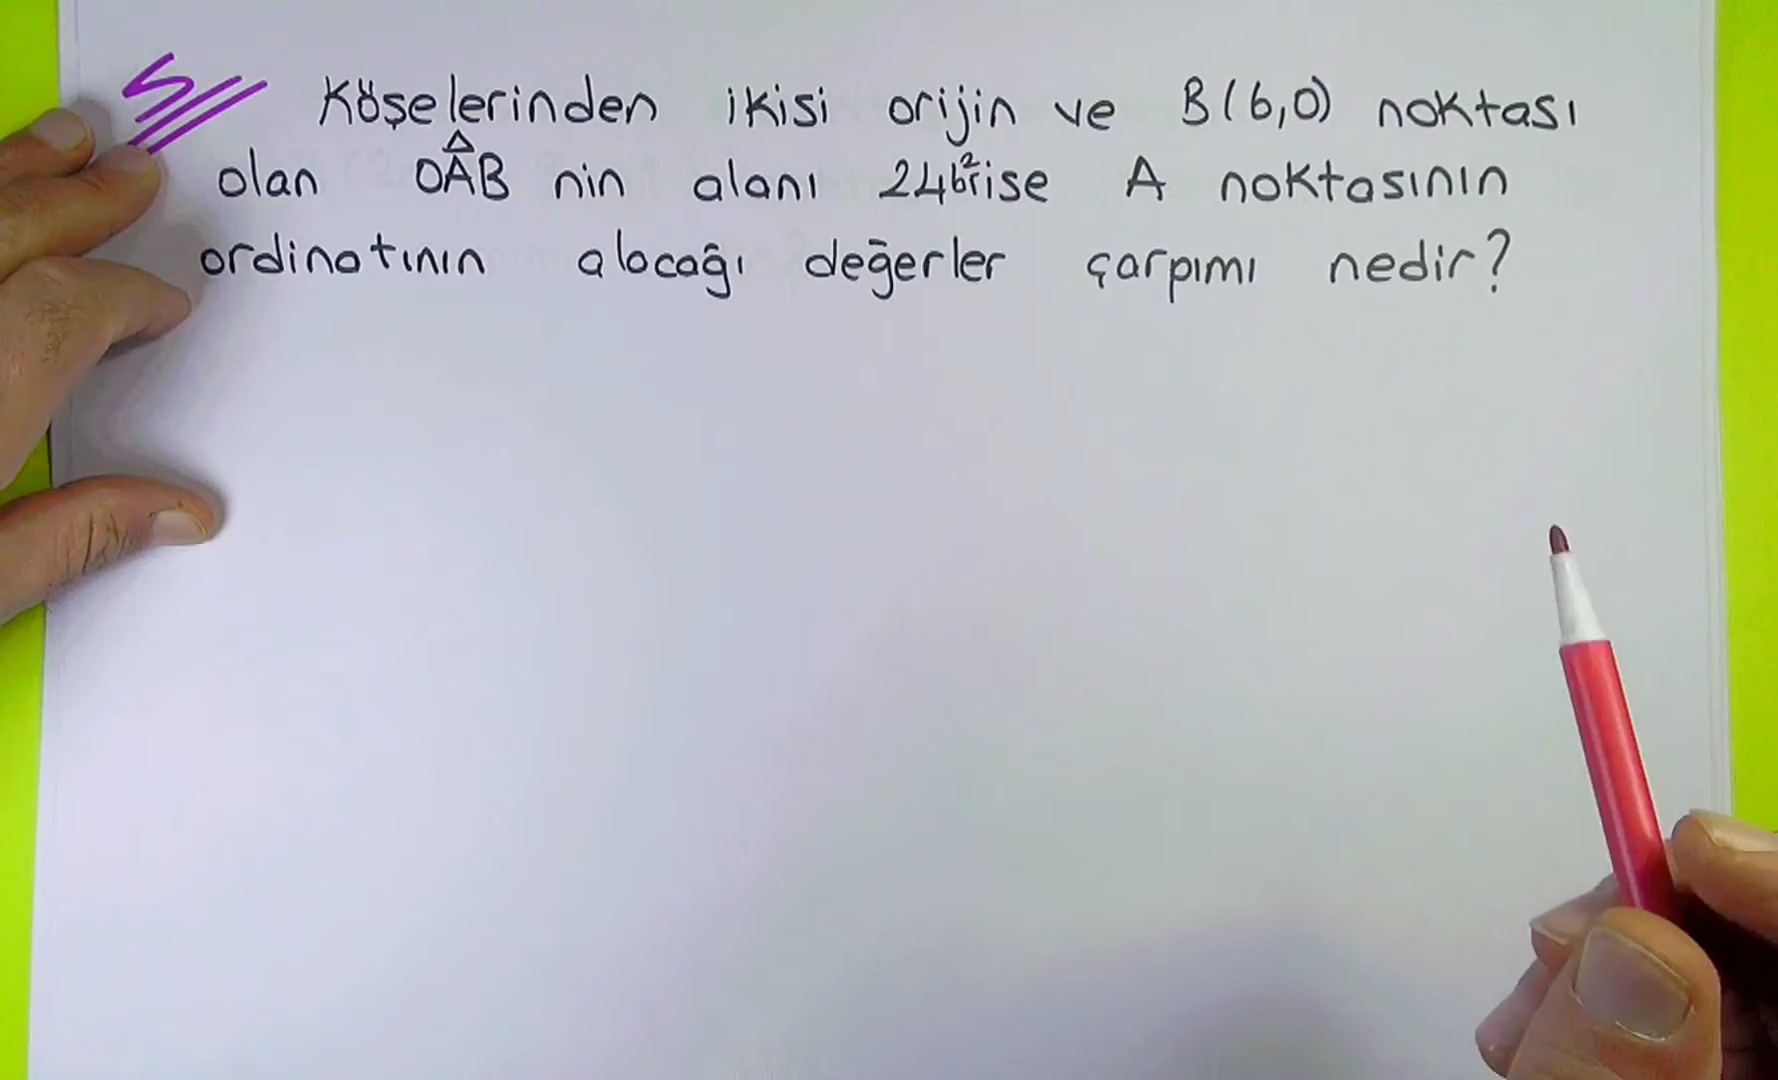 Köşelerinden ikisi orijin ve B(6,0) noktası
olan OÂB nin alanı 24br² ise A noktasının
ordinatının alacağı değerler çarpımı nedir?